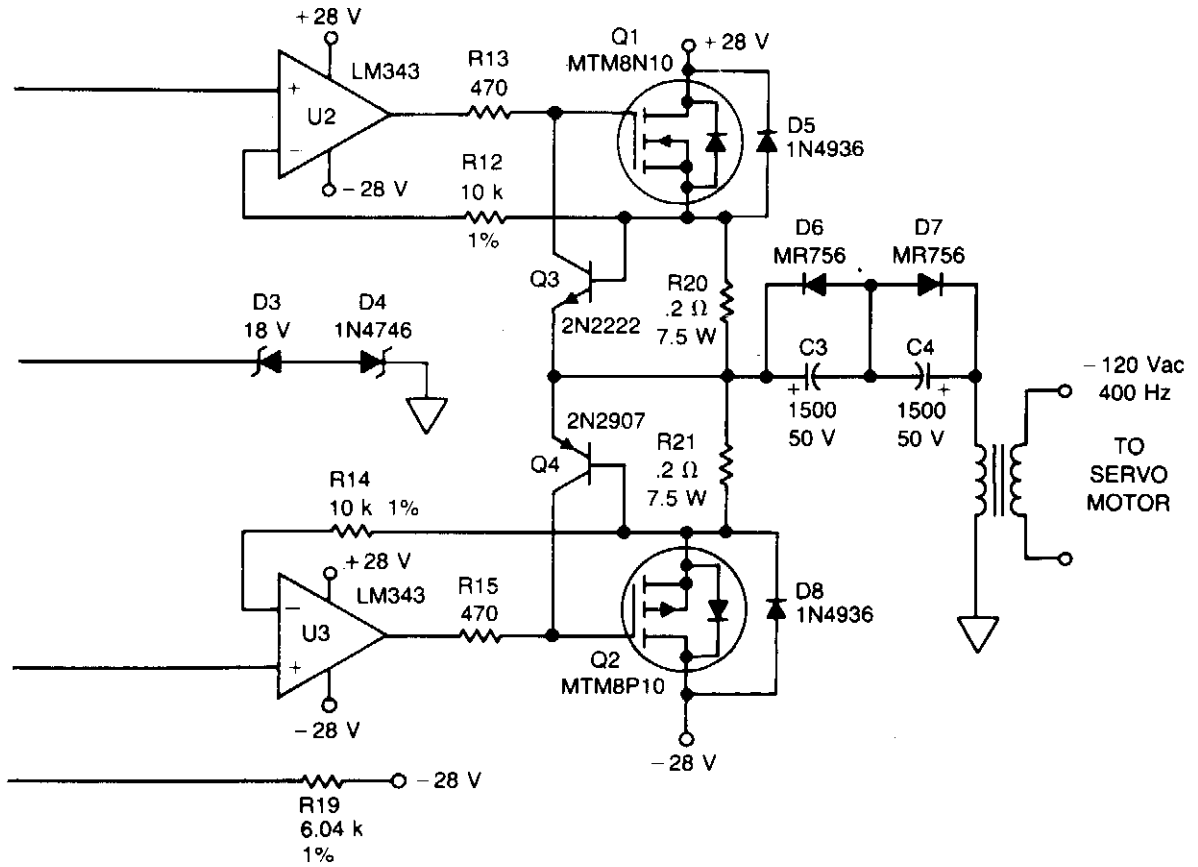 +28 V
LM343
+
U2
−
−28 V
R13
470
R12
10 k
1%
Q1
MTM8N10
+28 V
D5
1N4936
Q3
2N2222
R20
.2 Ω
7.5 W
D6
MR756
D7
MR756
C3
+
1500
50 V
C4
+
1500
50 V
−120 Vac
400 Hz
TO
SERVO
MOTOR
D3
18 V
D4
1N4746
2N2907
Q4
R21
.2 Ω
7.5 W
R14
10 k 1%
+28 V
LM343
−
U3
+
−28 V
R15
470
Q2
MTM8P10
D8
1N4936
−28 V
−28 V
R19
6.04 k
1%